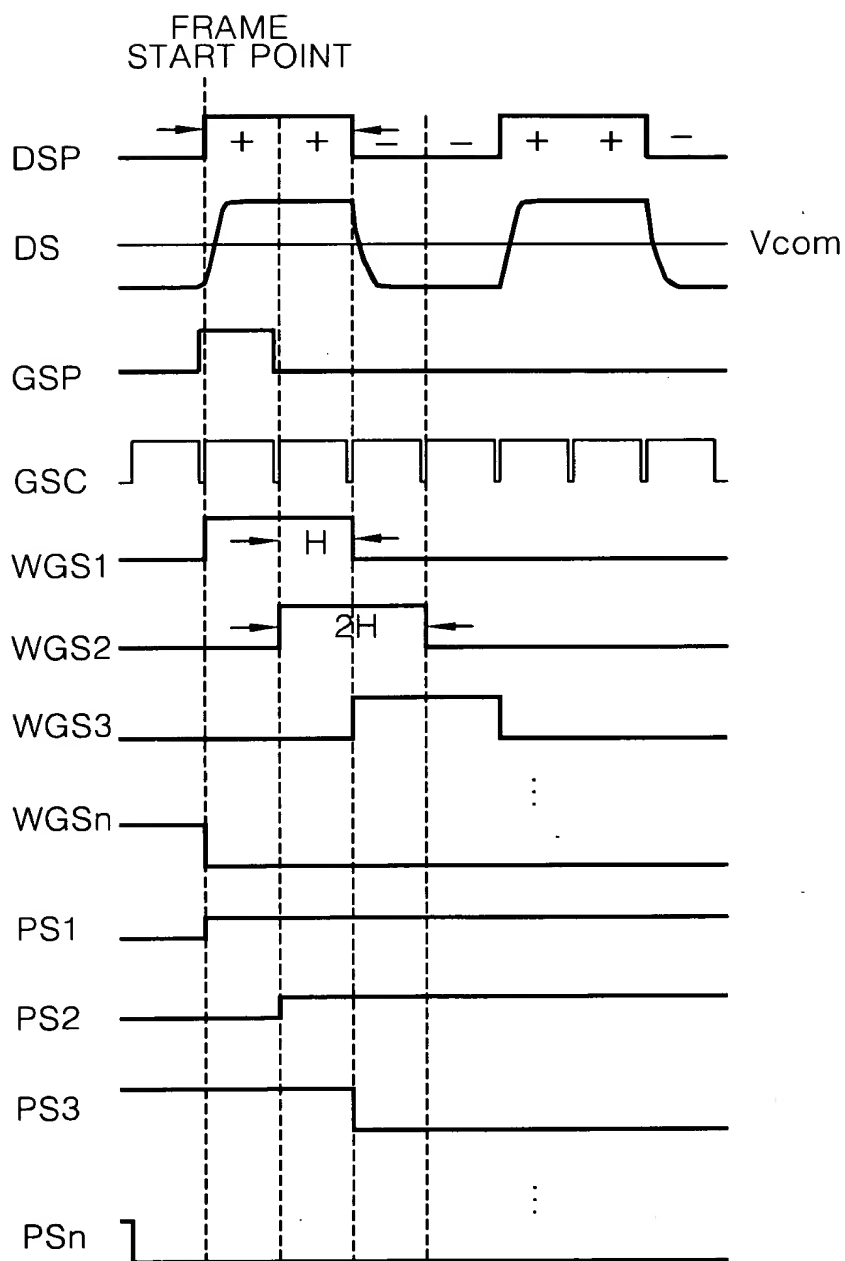 FRAME
START POINT
DSP + + - - + + -
DS Vcom
GSP
GSC
WGS1 H
WGS2 2H
WGS3
⋮
WGSn
PS1
PS2
PS3
⋮
PSn